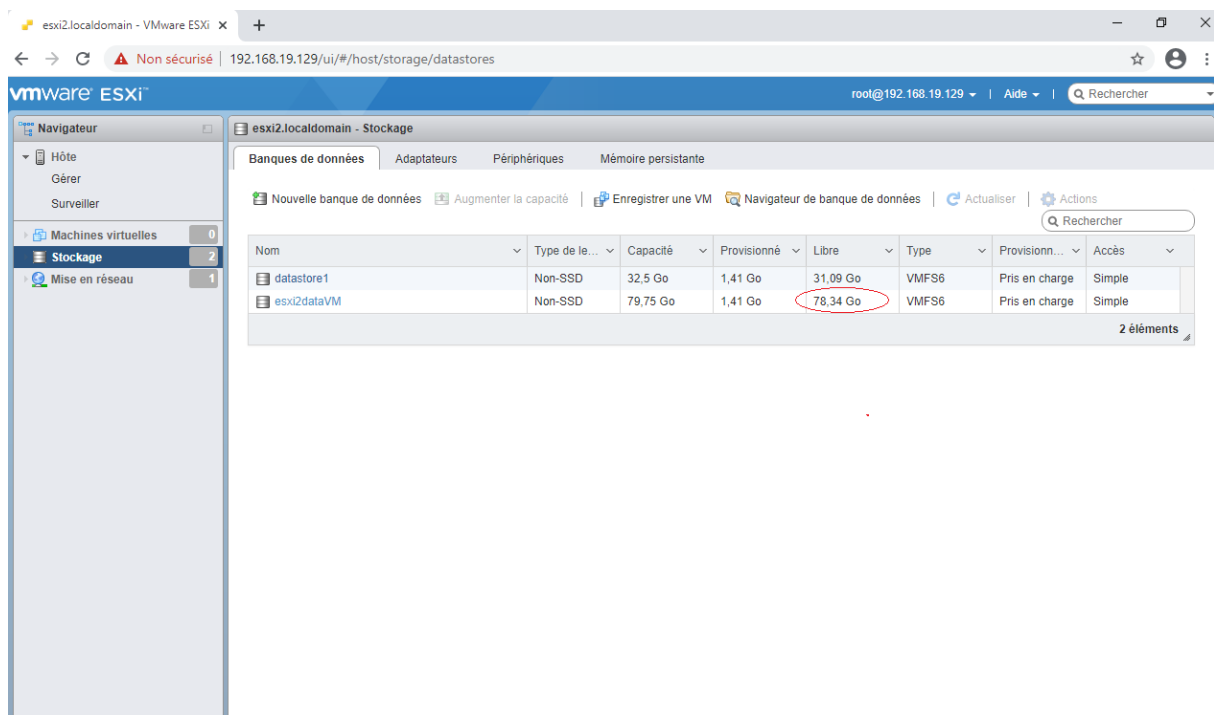 esxi2.localdomain - VMware ESXi
Non sécurisé | 192.168.19.129/ui/#/host/storage/datastores
vmware ESXi™ root@192.168.19.129 | Aide | Rechercher
Navigateur
esxi2.localdomain - Stockage
Hôte
Gérer
Surveiller
Machines virtuelles 0
Stockage 2
Mise en réseau 1
Banques de données Adaptateurs Périphériques Mémoire persistante
Nouvelle banque de données Augmenter la capacité | Enregistrer une VM Navigateur de banque de données | Actualiser | Actions
Rechercher
Nom Type de le... Capacité Provisionné Libre Type Provisionn... Accès
datastore1 Non-SSD 32,5 Go 1,41 Go 31,09 Go VMFS6 Pris en charge Simple
esxi2dataVM Non-SSD 79,75 Go 1,41 Go 78,34 Go VMFS6 Pris en charge Simple
2 éléments